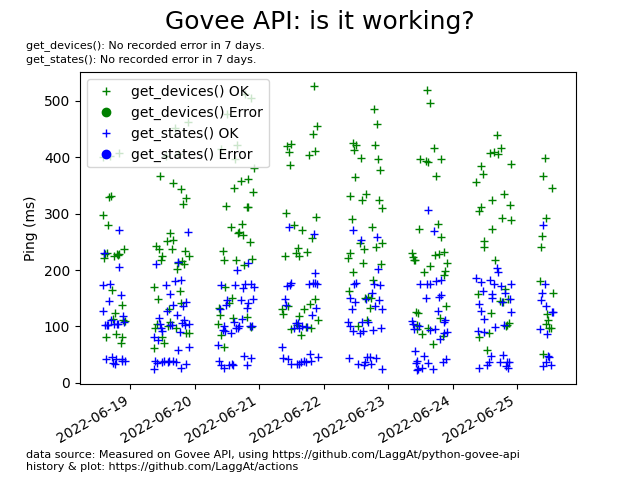 Govee API: is it working?
get_devices(): No recorded error in 7 days.
get_states(): No recorded error in 7 days.
get_devices() OK
get_devices() Error
get_states() OK
get_states() Error
Ping (ms)
500
400
300
200
100
0
2022-06-19
2022-06-20
2022-06-21
2022-06-22
2022-06-23
2022-06-24
2022-06-25
data source: Measured on Govee API, using https://github.com/LaggAt/python-govee-api
history & plot: https://github.com/LaggAt/actions